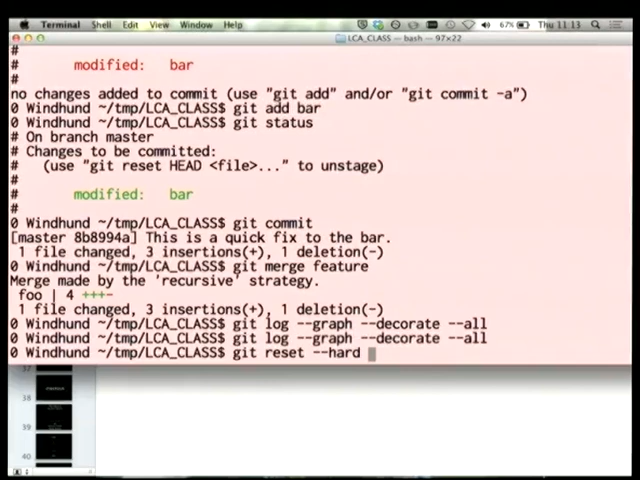 Terminal Shell Edit View Window Help
67% Thu 11:13
LCA_CLASS — bash — 97×22
#
# modified: bar
#
no changes added to commit (use "git add" and/or "git commit -a")
0 Windhund ~/tmp/LCA_CLASS$ git add bar
0 Windhund ~/tmp/LCA_CLASS$ git status
# On branch master
# Changes to be committed:
# (use "git reset HEAD <file>..." to unstage)
#
# modified: bar
#
0 Windhund ~/tmp/LCA_CLASS$ git commit
[master 8b8994a] This is a quick fix to the bar.
1 file changed, 3 insertions(+), 1 deletion(-)
0 Windhund ~/tmp/LCA_CLASS$ git merge feature
Merge made by the 'recursive' strategy.
foo | 4 +++-
1 file changed, 3 insertions(+), 1 deletion(-)
0 Windhund ~/tmp/LCA_CLASS$ git log --graph --decorate --all
0 Windhund ~/tmp/LCA_CLASS$ git log --graph --decorate --all
0 Windhund ~/tmp/LCA_CLASS$ git reset --hard
37
38
39
40